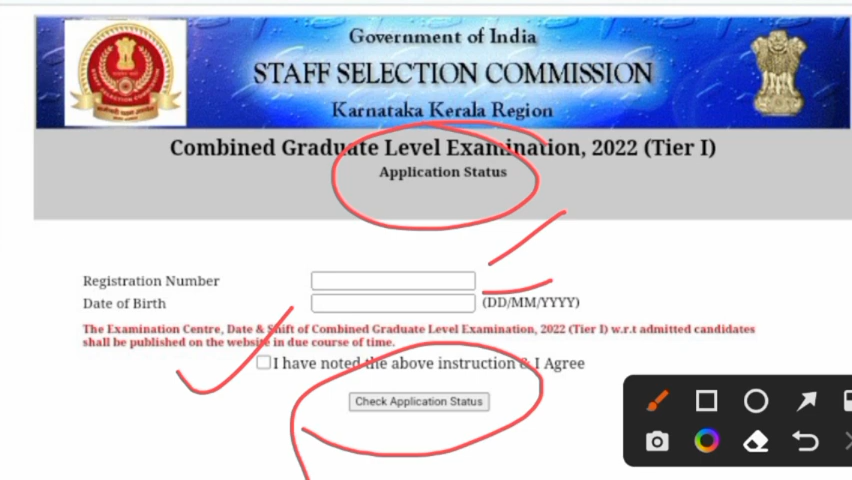 Government of India
STAFF SELECTION COMMISSION
Karnataka Kerala Region
Combined Graduate Level Examination, 2022 (Tier I)
Application Status
Registration Number
Date of Birth (DD/MM/YYYY)
The Examination Centre, Date & Shift of Combined Graduate Level Examination, 2022 (Tier I) w.r.t admitted candidates
shall be published on the website in due course of time.
I have noted the above instruction & I Agree
Check Application Status